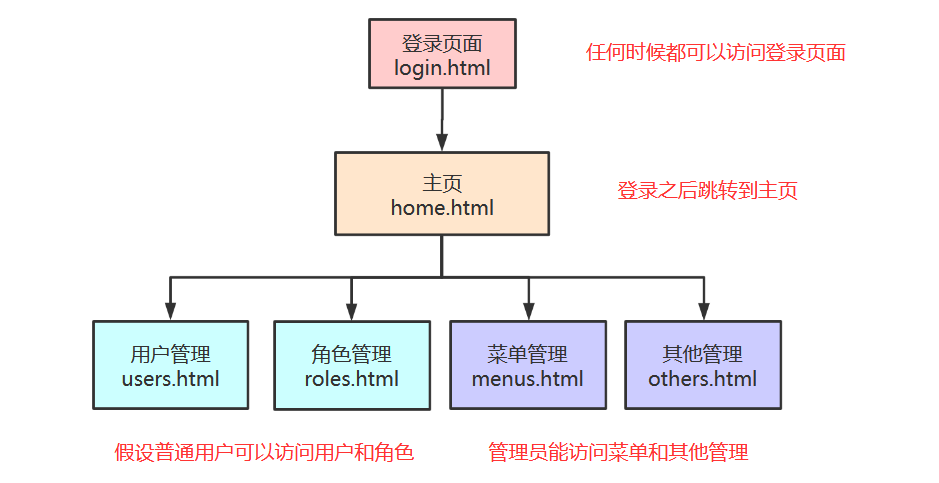 登录页面
login.html
任何时候都可以访问登录页面
主页
home.html
登录之后跳转到主页
用户管理
users.html
角色管理
roles.html
菜单管理
menus.html
其他管理
others.html
假设普通用户可以访问用户和角色
管理员能访问菜单和其他管理